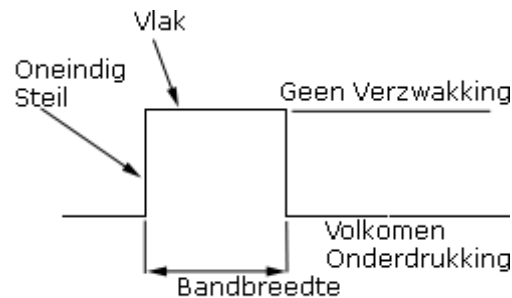 Vlak
Oneindig
Steil
Geen Verzwakking
Volkomen
Onderdrukking
Bandbreedte